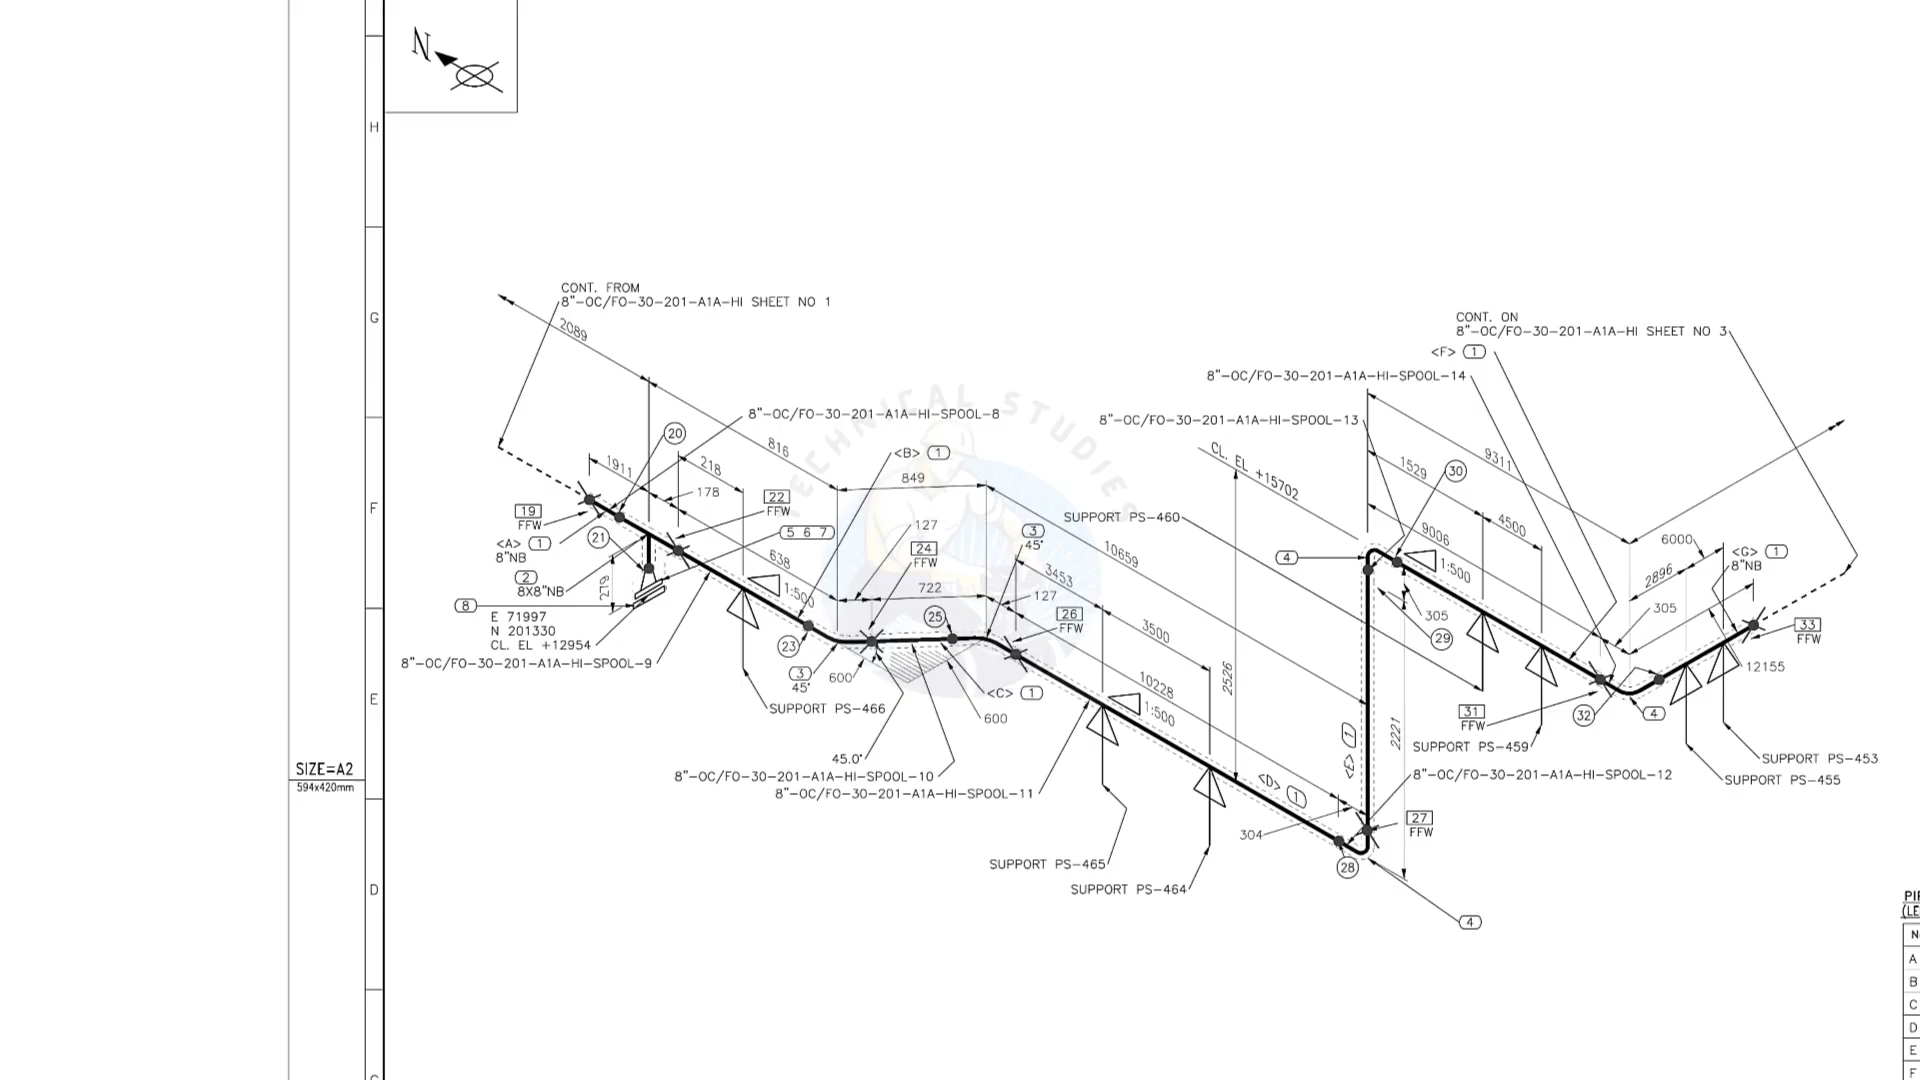 N
H
G
F
E
D
SIZE=A2
594x420mm
CONT. FROM
8"-OC/FO-30-201-A1A-HI SHEET NO 1
2089
8"-OC/FO-30-201-A1A-HI-SPOOL-8
20
816
1911
218
178
22
FFW
5 6 7
<B> 1
849
19
FFW
21
<A> 1
8"NB
2
8X8"NB
219
8
E 71997
N 201330
CL. EL +12954
8"-OC/FO-30-201-A1A-HI-SPOOL-9
638
1:500
23
127
24
FFW
722
25
3
45°
600
SUPPORT PS-466
45.0°
8"-OC/FO-30-201-A1A-HI-SPOOL-10
8"-OC/FO-30-201-A1A-HI-SPOOL-11
<C> 1
600
3
45°
3453
127
26
FFW
10659
3500
10228
1:500
2526
SUPPORT PS-465
SUPPORT PS-464
<D> 1
304
28
27
FFW
4
<E> 1
2221
8"-OC/FO-30-201-A1A-HI-SPOOL-12
TECHNICAL STUDIES
CONT. ON
8"-OC/FO-30-201-A1A-HI SHEET NO 3
<F> 1
8"-OC/FO-30-201-A1A-HI-SPOOL-14
8"-OC/FO-30-201-A1A-HI-SPOOL-13
CL. EL +15702
SUPPORT PS-460
4
9311
1529
30
4500
9006
1:500
305
29
6000
<G> 1
8"NB
2896
305
33
FFW
12155
31
FFW
32
4
SUPPORT PS-459
SUPPORT PS-453
SUPPORT PS-455
A
B
C
D
E
F